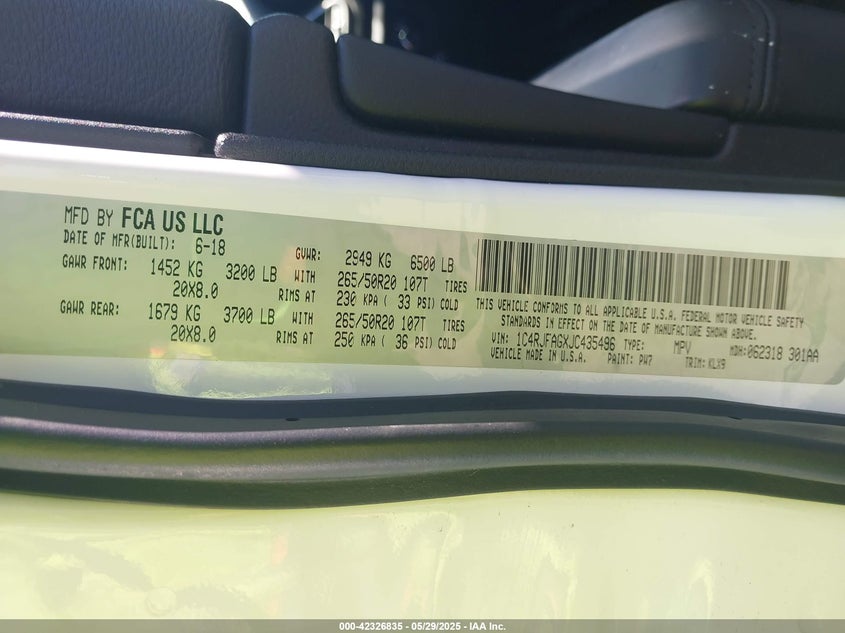 MFD BY FCA US LLC
DATE OF MFR(BUILT): 6-18 GVWR: 2949 KG 6500 LB
GAWR FRONT: 1452 KG 3200 LB WITH 265/50R20 107T TIRES
20X8.0 RIMS AT 230 KPA ( 33 PSI) COLD
GAWR REAR: 1679 KG 3700 LB WITH 265/50R20 107T TIRES
20X8.0 RIMS AT 250 KPA ( 36 PSI) COLD
THIS VEHICLE CONFORMS TO ALL APPLICABLE U.S.A. FEDERAL MOTOR VEHICLE SAFETY
STANDARDS IN EFFECT ON THE DATE OF MANUFACTURE SHOWN ABOVE.
VIN: 1C4RJFAGXJC435496 TYPE: MPV MDH:062318 301AA
VEHICLE MADE IN U.S.A. PAINT: PW7 TRIM: KLX9
000-42326835 - 05/29/2025 - IAA Inc.